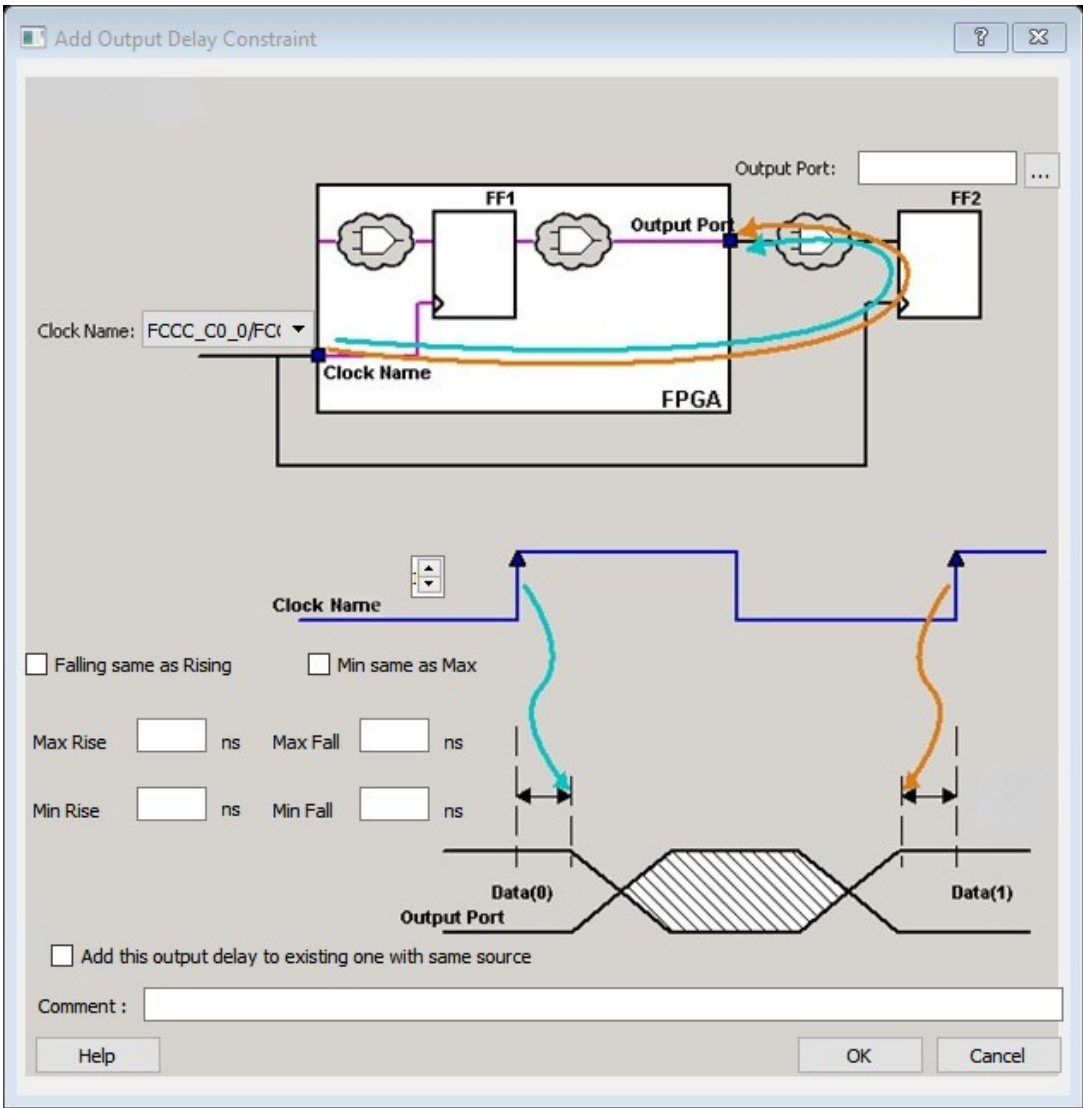 Add Output Delay Constraint
Output Port: ...
FF1
FF2
Output Port
Clock Name: FCCC_C0_0/FC
Clock Name
FPGA
Clock Name
Falling same as Rising
Min same as Max
Max Rise ns Max Fall ns
Min Rise ns Min Fall ns
Data(0)
Data(1)
Output Port
Add this output delay to existing one with same source
Comment :
Help
OK
Cancel